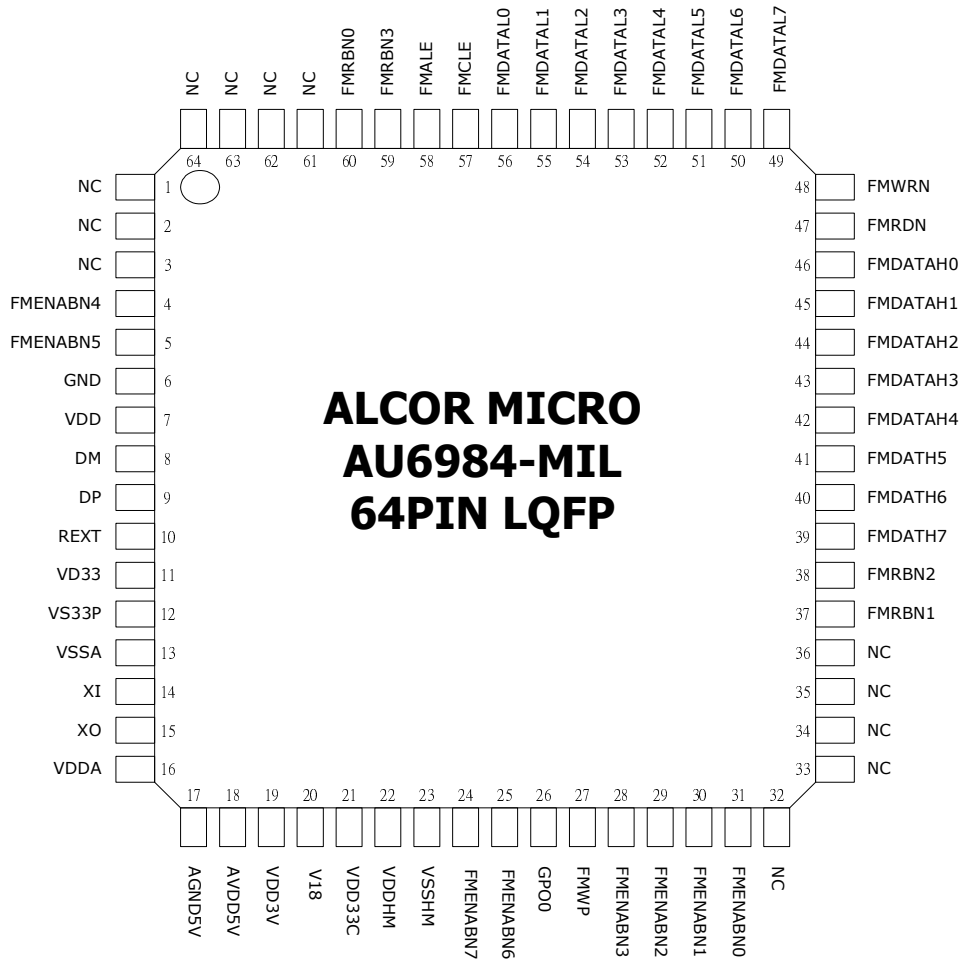 NC
NC
NC
NC
FMRBN0
FMRBN3
FMALE
FMCLE
FMDATAL0
FMDATAL1
FMDATAL2
FMDATAL3
FMDATAL4
FMDATAL5
FMDATAL6
FMDATAL7
64 63 62 61 60 59 58 57 56 55 54 53 52 51 50 49
NC 1
NC 2
NC 3
FMENABN4 4
FMENABN5 5
GND 6
VDD 7
DM 8
DP 9
REXT 10
VD33 11
VS33P 12
VSSA 13
XI 14
XO 15
VDDA 16
ALCOR MICRO
AU6984-MIL
64PIN LQFP
48 FMWRN
47 FMRDN
46 FMDATAH0
45 FMDATAH1
44 FMDATAH2
43 FMDATAH3
42 FMDATAH4
41 FMDATH5
40 FMDATH6
39 FMDATH7
38 FMRBN2
37 FMRBN1
36 NC
35 NC
34 NC
33 NC
17 18 19 20 21 22 23 24 25 26 27 28 29 30 31 32
AGND5V
AVDD5V
VDD3V
V18
VDD33C
VDDHM
VSSHM
FMENABN7
FMENABN6
GPO0
FMWP
FMENABN3
FMENABN2
FMENABN1
FMENABN0
NC